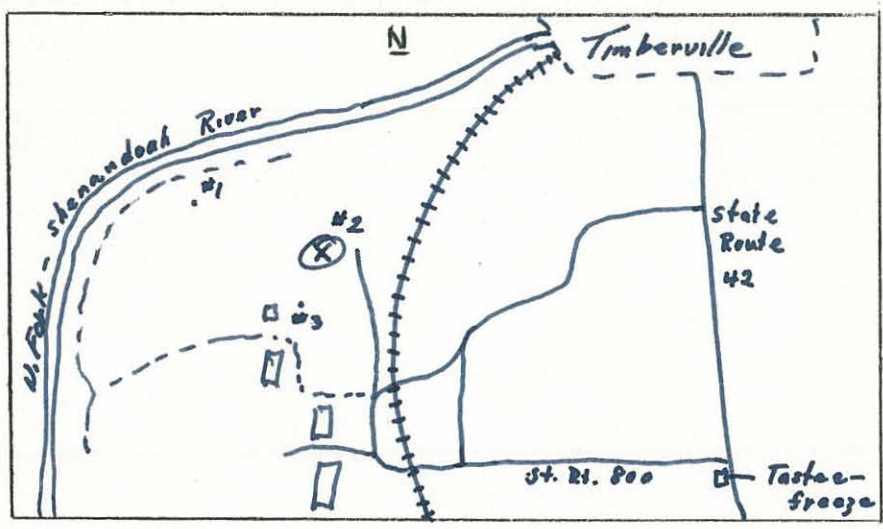 N
Timberville
N. Fork - Shenandoah River
#1
#2
X
#3
State
Route
42
St. Rt. 800
Tastee-
freeze